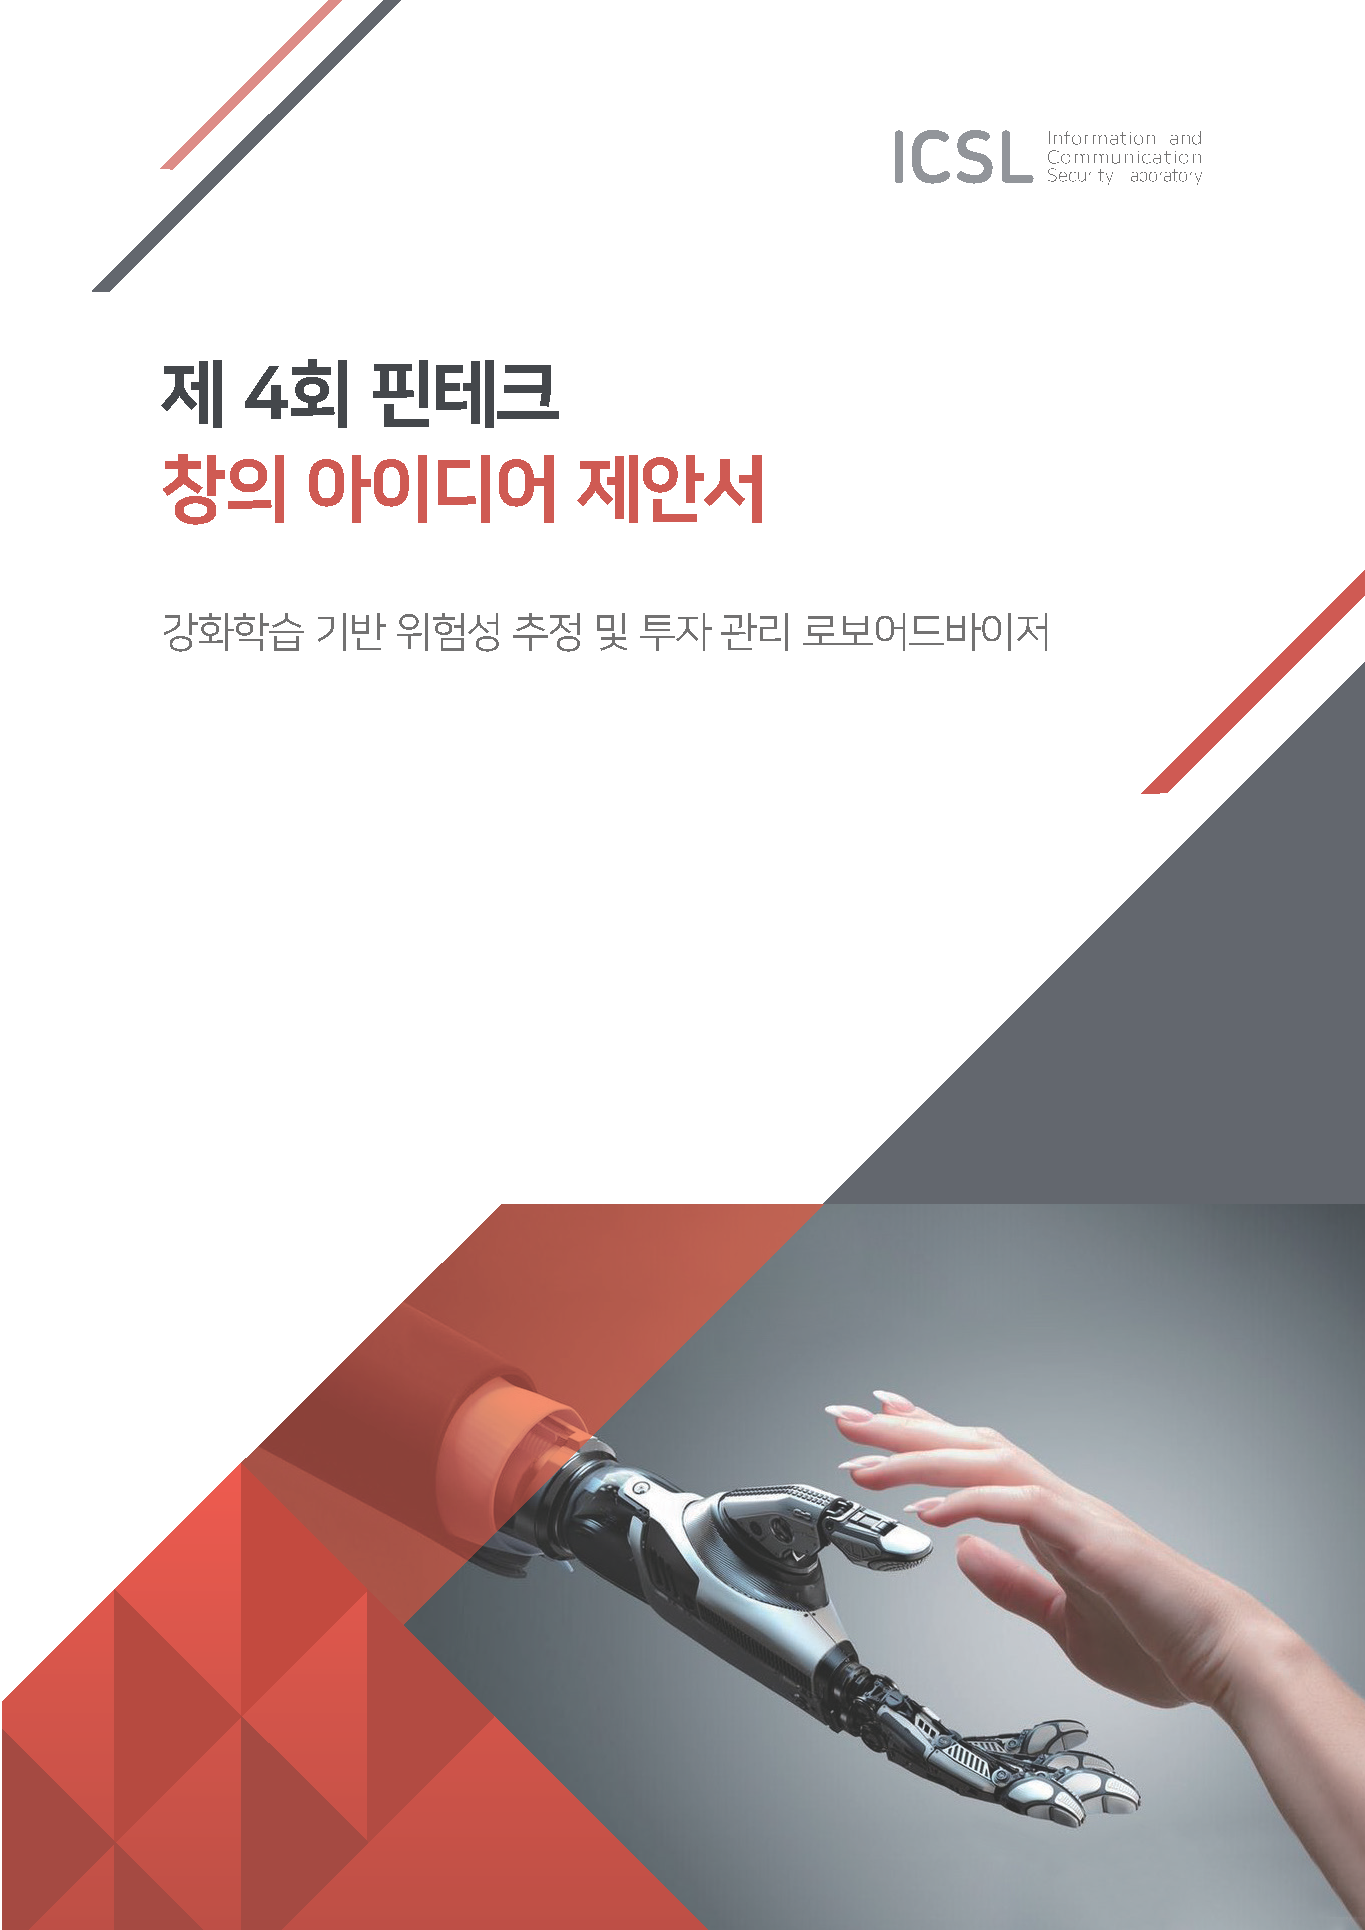 ICSL
Information and
Communication
Security Laboratory
제 4회 핀테크
창의 아이디어 제안서
강화학습 기반 위험성 추정 및 투자 관리 로보어드바이저